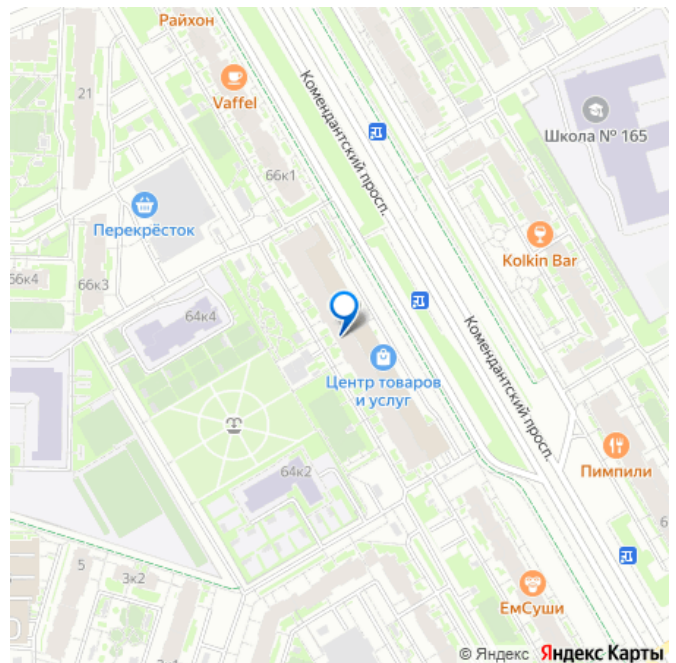 Райхон
Vaffel
21
Комендантский просп.
Школа № 165
66к1
Перекрёсток
Kolkin Bar
66к4
66к3
64к4
Центр товаров
и услуг
Комендантский просп.
64к2
Пимпили
5
3к2
ЕмСуши
© Яндекс Яндекс Карты